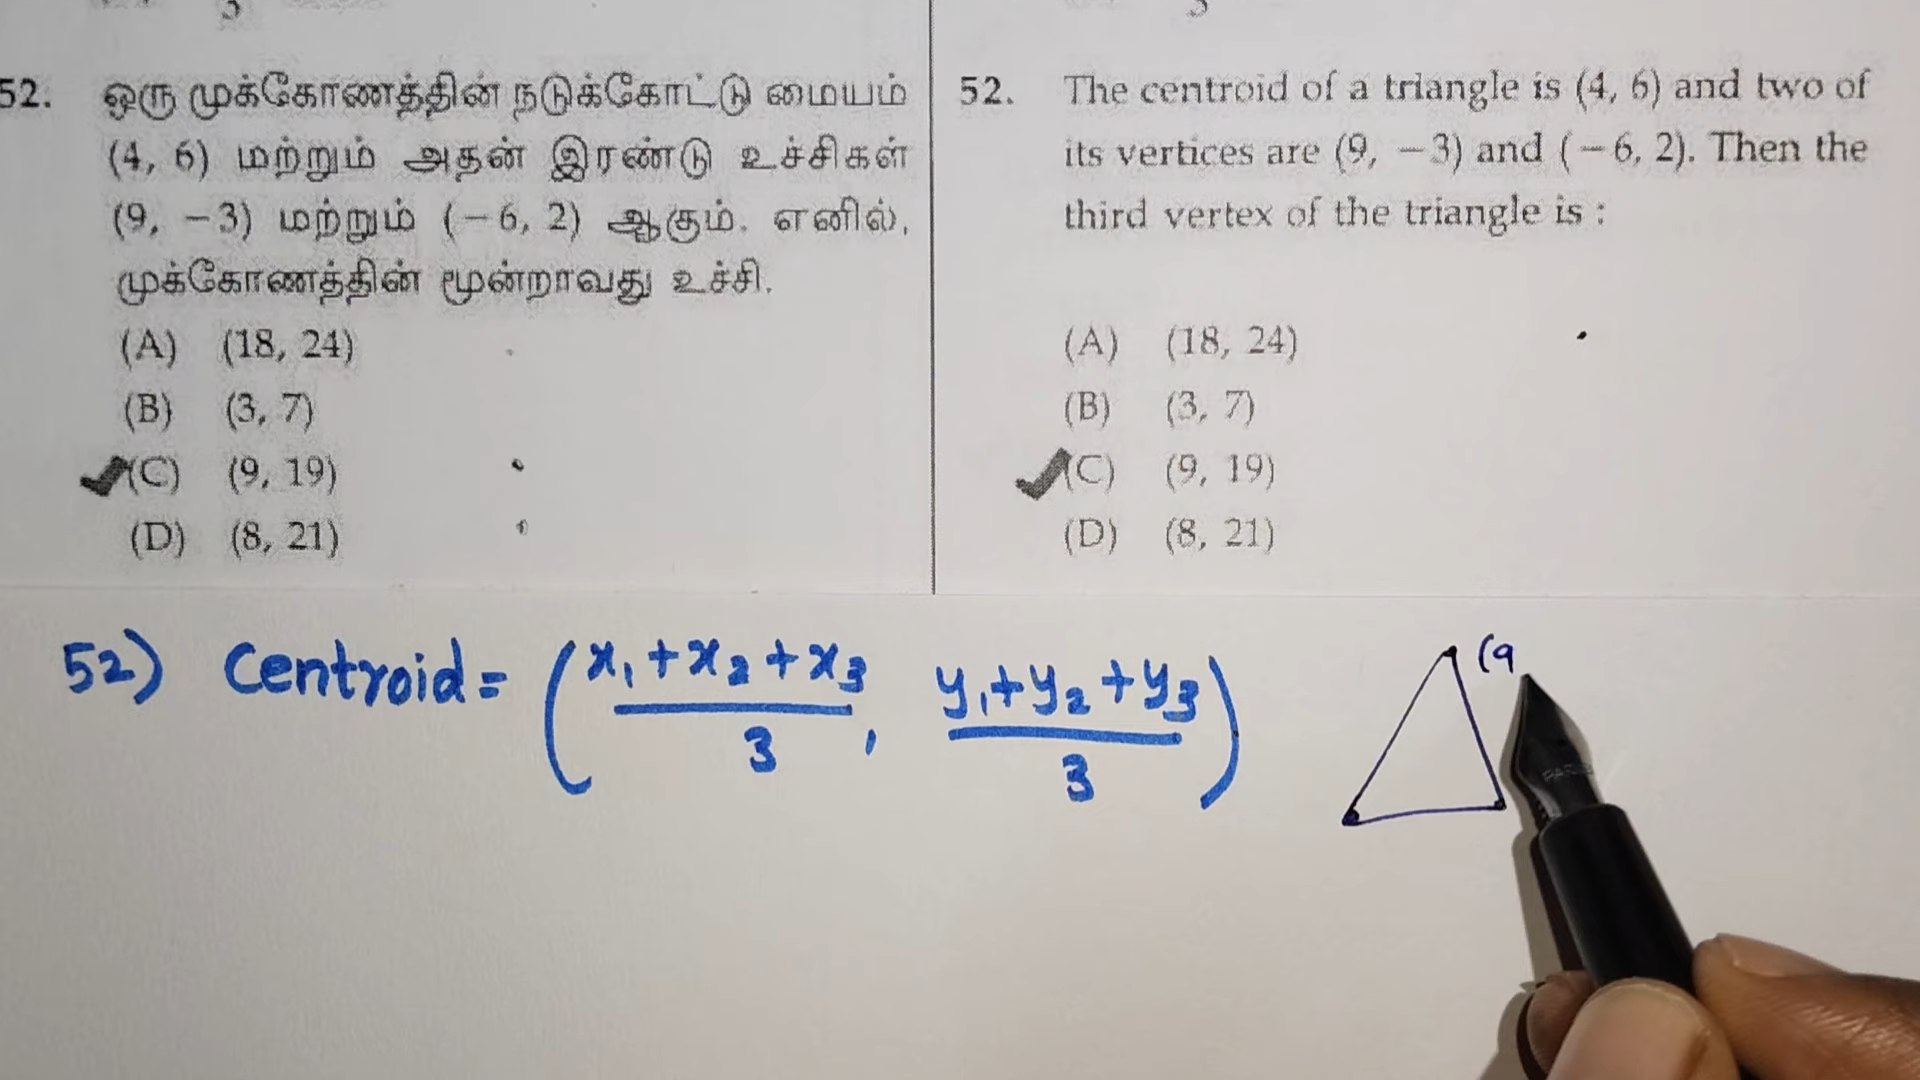 52. ஒரு முக்கோணத்தின் நடுக்கோட்டு மையம்
(4, 6) மற்றும் அதன் இரண்டு உச்சிகள்
(9, −3) மற்றும் (−6, 2) ஆகும். எனில்,
முக்கோணத்தின் மூன்றாவது உச்சி.
(A) (18, 24)
(B) (3, 7)
(C) (9, 19)
(D) (8, 21)
52. The centroid of a triangle is (4, 6) and two of
its vertices are (9, −3) and (−6, 2). Then the
third vertex of the triangle is :
(A) (18, 24)
(B) (3, 7)
(C) (9, 19)
(D) (8, 21)
52) Centroid = (x₁+x₂+x₃/3, y₁+y₂+y₃/3)
(9